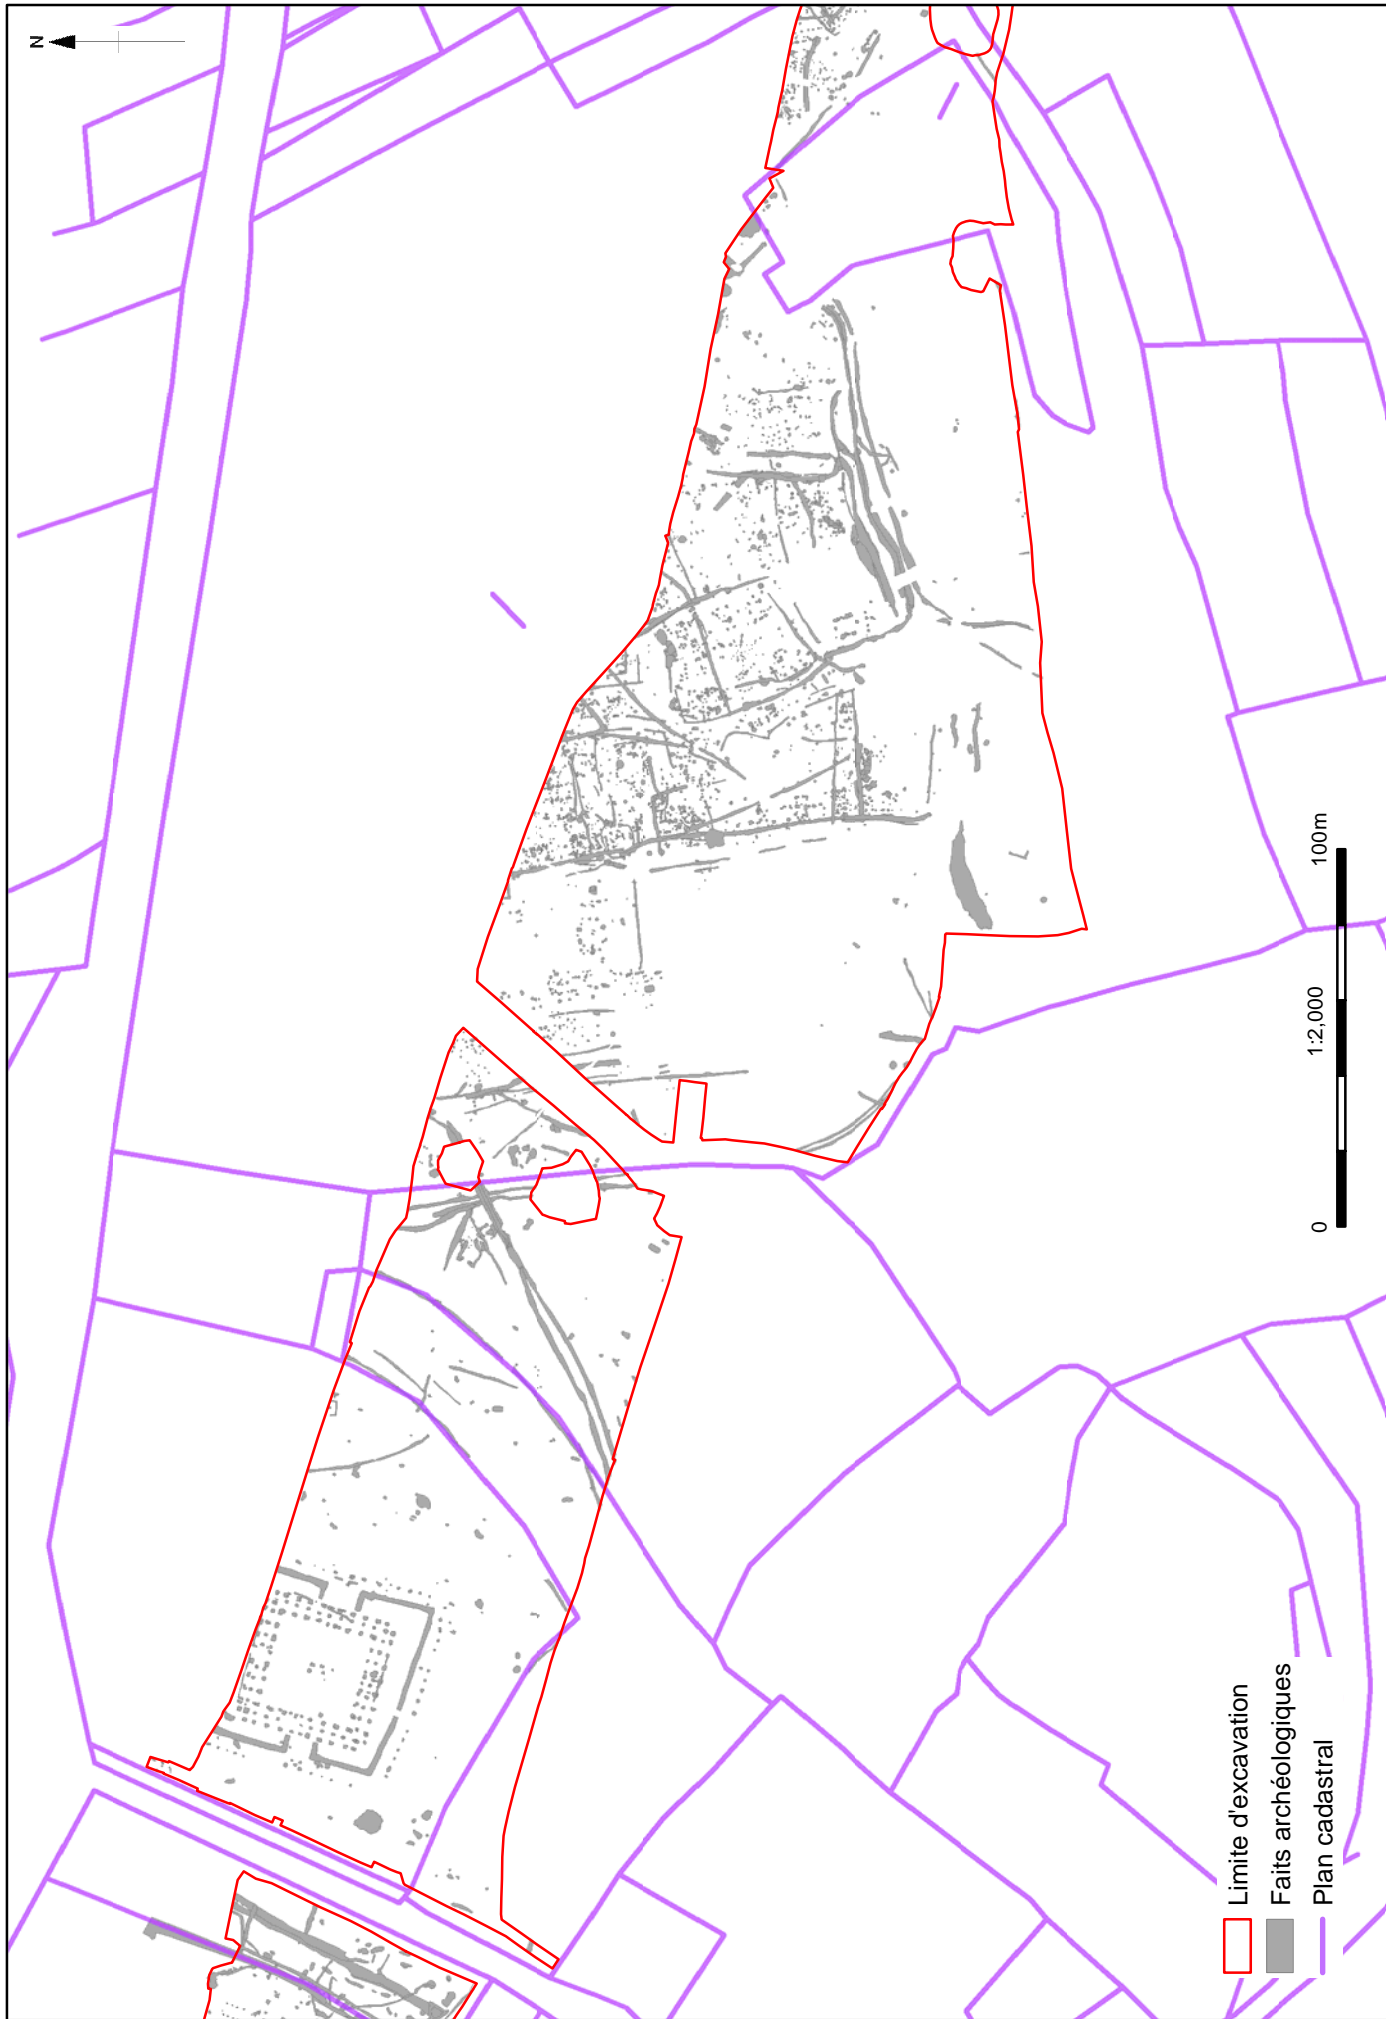 N
0
1:2,000
100m
Limite d'excavation
Faits archéologiques
Plan cadastral